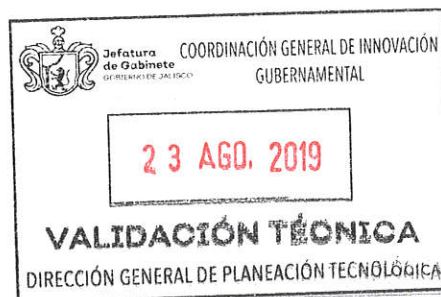 Jefatura
de Gabinete
GOBIERNO DE JALISCO
COORDINACIÓN GENERAL DE INNOVACIÓN
GUBERNAMENTAL
23 AGO. 2019
VALIDACIÓN TÉCNICA
DIRECCIÓN GENERAL DE PLANEACIÓN TECNOLÓGICA